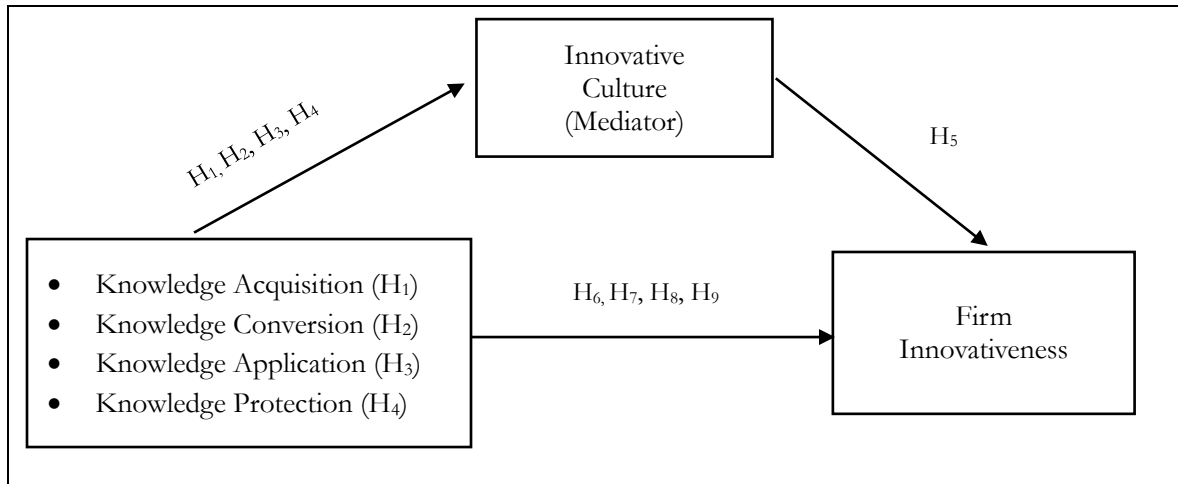 Innovative
Culture
(Mediator)
H₁, H₂, H₃, H₄
H₅
• Knowledge Acquisition (H₁)
• Knowledge Conversion (H₂)
• Knowledge Application (H₃)
• Knowledge Protection (H₄)
H₆, H₇, H₈, H₉
Firm
Innovativeness